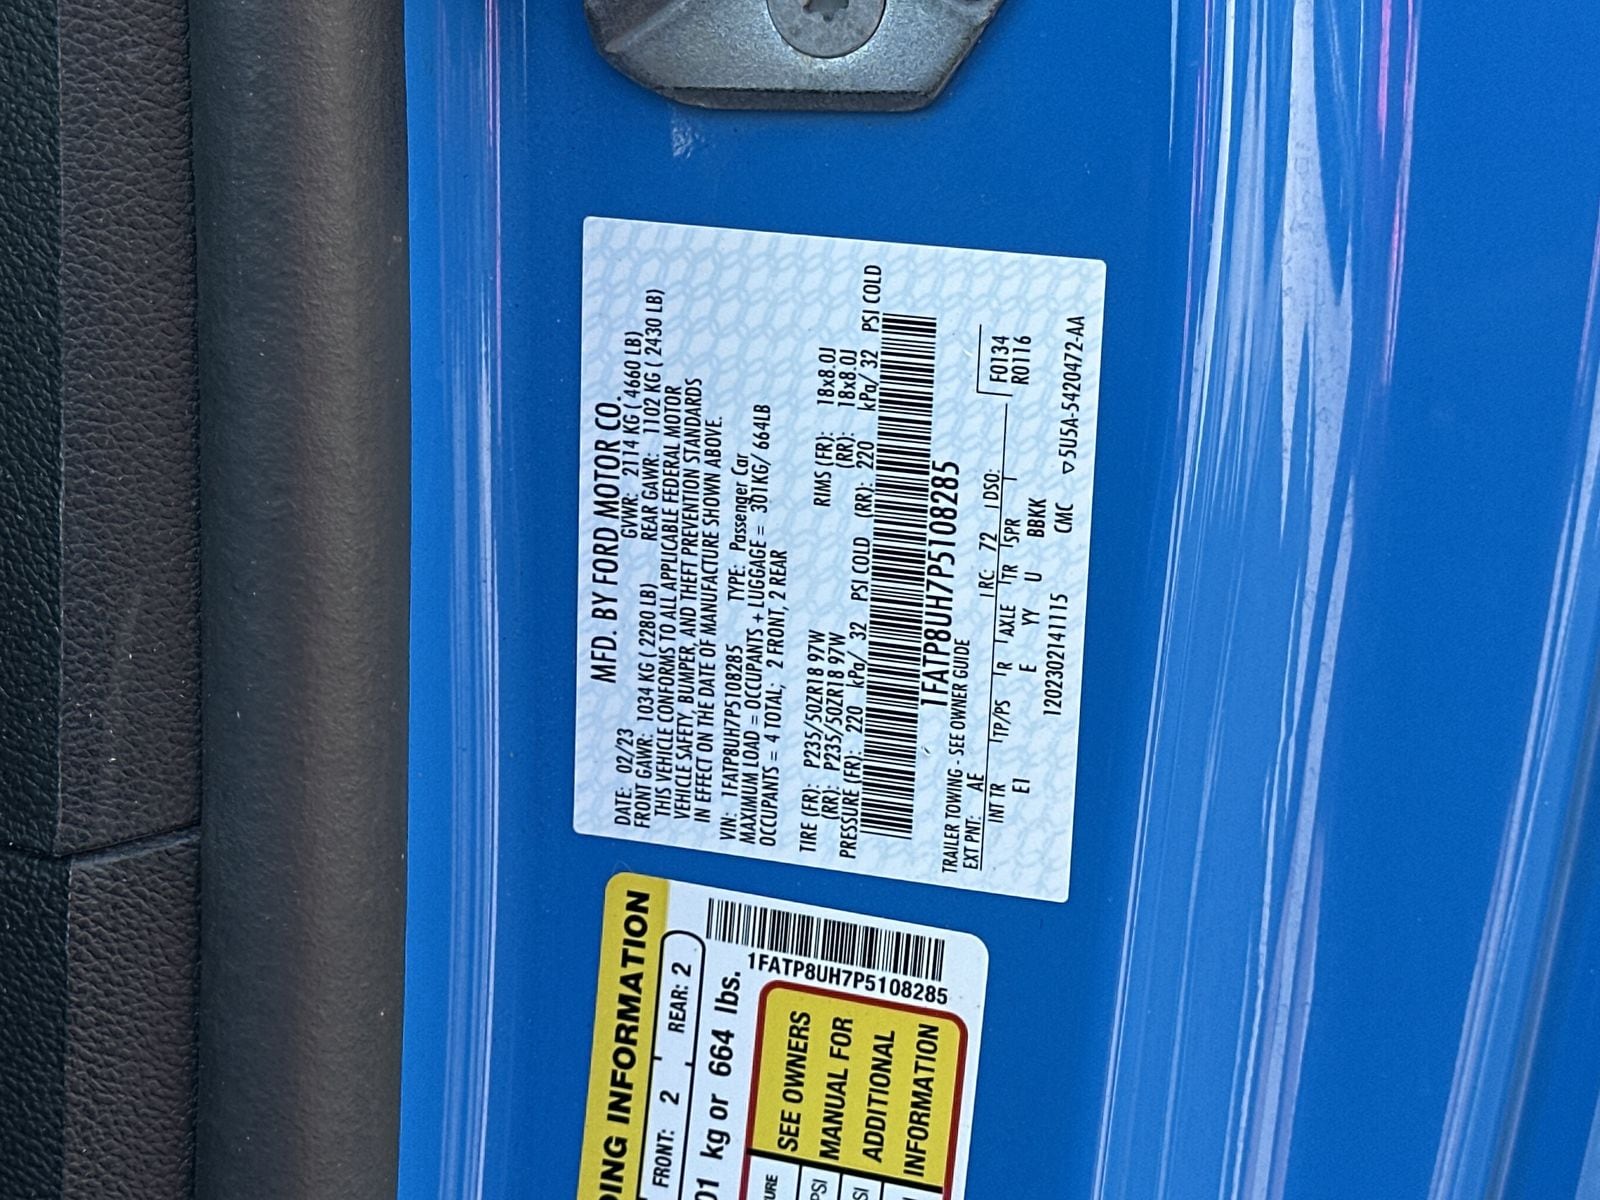 MFD. BY FORD MOTOR CO.
DATE: 02/23 GVWR: 2114 KG ( 4660 LB)
FRONT GAWR: 1034 KG ( 2280 LB) REAR GAWR: 1102 KG ( 2430 LB)
THIS VEHICLE CONFORMS TO ALL APPLICABLE FEDERAL MOTOR
VEHICLE SAFETY, BUMPER, AND THEFT PREVENTION STANDARDS
IN EFFECT ON THE DATE OF MANUFACTURE SHOWN ABOVE.
VIN: 1FATP8UH7P5108285 TYPE: Passenger Car
MAXIMUM LOAD = OCCUPANTS + LUGGAGE = 301KG/ 664LB
OCCUPANTS = 4 TOTAL; 2 FRONT, 2 REAR
TIRE (FR): P235/50ZR18 97W RIMS (FR): 18x8.0J
(RR): P235/50ZR18 97W (RR): 18x8.0J
PRESSURE (FR): 220 kPa/ 32 PSI COLD (RR): 220 kPa/ 32 PSI COLD
1FATP8UH7P5108285
TRAILER TOWING - SEE OWNER GUIDE
EXT PNT: AE RC: 72 DSO:
INT TR TP/PS R AXLE TR SPR F0134
EI E YY U BBKK R0116
1202302141115 CMC ▽5U5A-5420472-AA
DING INFORMATION
FRONT: 2 REAR: 2
01 kg or 664 lbs.
1FATP8UH7P5108285
SEE OWNERS
MANUAL FOR
ADDITIONAL
INFORMATION